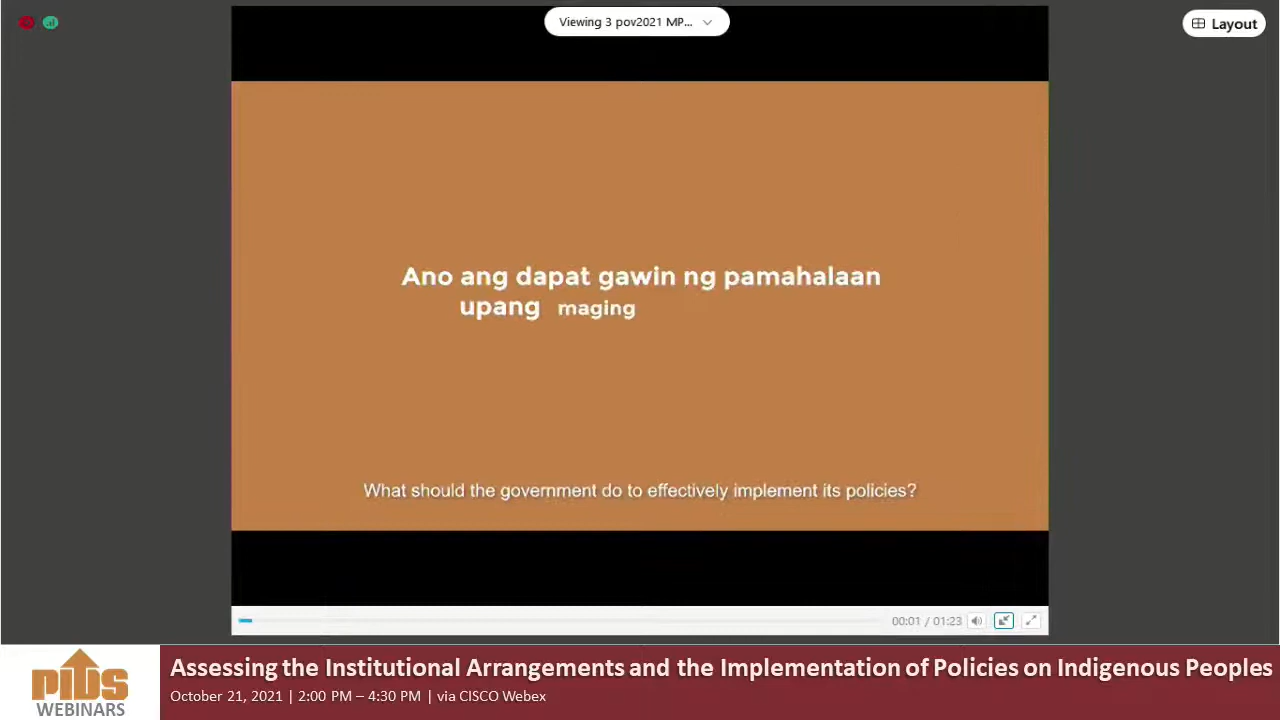 Viewing 3 pov2021 MP...
Layout
Ano ang dapat gawin ng pamahalaan
upang maging
What should the government do to effectively implement its policies?
00:01 / 01:23
PIDS
WEBINARS
Assessing the Institutional Arrangements and the Implementation of Policies on Indigenous Peoples
October 21, 2021 | 2:00 PM – 4:30 PM | via CISCO Webex